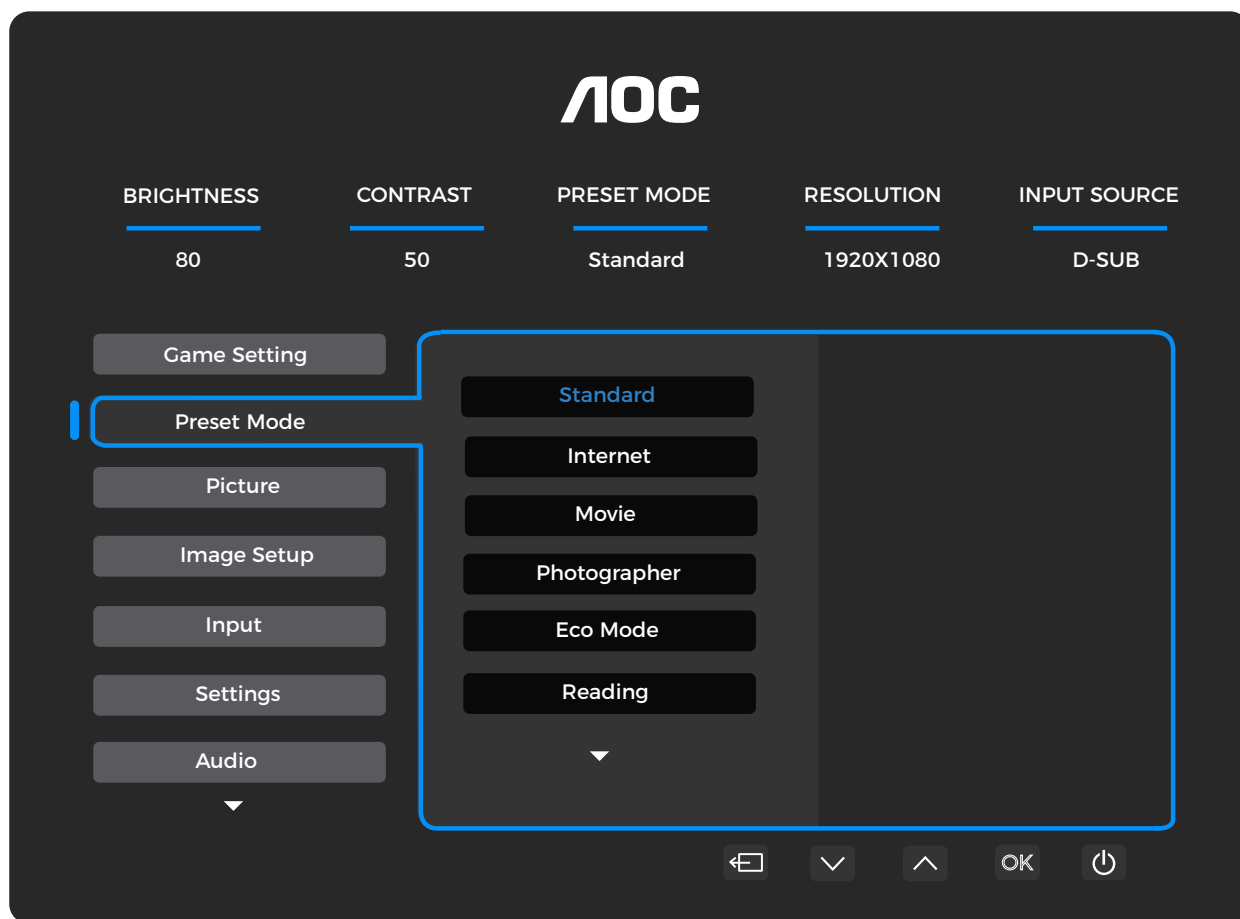 AOC
BRIGHTNESS CONTRAST PRESET MODE RESOLUTION INPUT SOURCE
80 50 Standard 1920X1080 D-SUB
Game Setting
Preset Mode
Picture
Image Setup
Input
Settings
Audio
Standard
Internet
Movie
Photographer
Eco Mode
Reading
OK